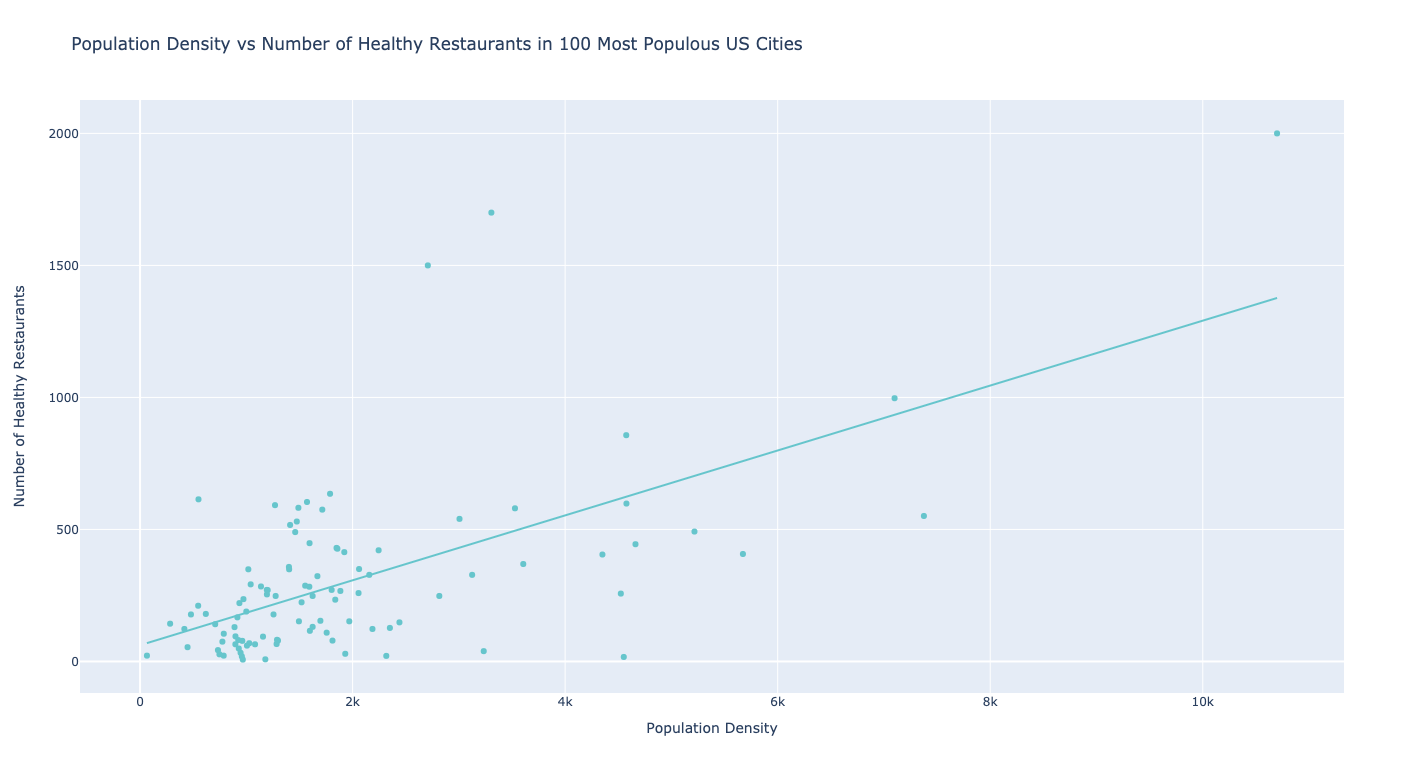 Population Density vs Number of Healthy Restaurants in 100 Most Populous US Cities
2000
1500
1000
500
0
Number of Healthy Restaurants
0 2k 4k 6k 8k 10k
Population Density